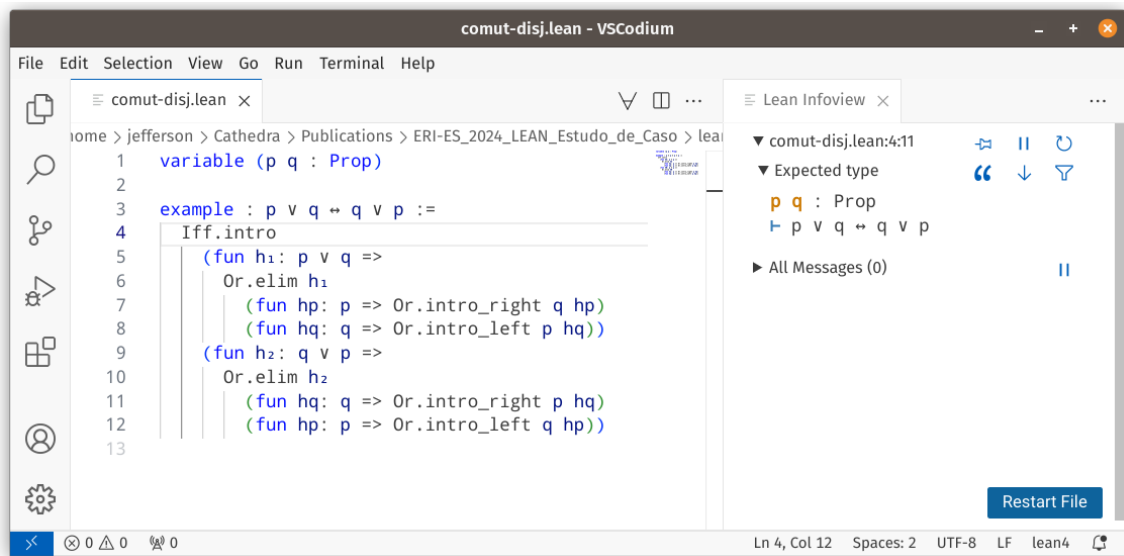 comut-disj.lean - VSCodium
File Edit Selection View Go Run Terminal Help
comut-disj.lean
Lean Infoview
home > jefferson > Cathedra > Publications > ERI-ES_2024_LEAN_Estudo_de_Caso > lea
1 variable (p q : Prop)
2
3 example : p ∨ q ↔ q ∨ p :=
4 Iff.intro
5 (fun h₁: p ∨ q =>
6 Or.elim h₁
7 (fun hp: p => Or.intro_right q hp)
8 (fun hq: q => Or.intro_left p hq))
9 (fun h₂: q ∨ p =>
10 Or.elim h₂
11 (fun hq: q => Or.intro_right p hq)
12 (fun hp: p => Or.intro_left q hp))
13
comut-disj.lean:4:11
Expected type
p q : Prop
⊢ p ∨ q ↔ q ∨ p
All Messages (0)
Restart File
0 0 0
Ln 4, Col 12 Spaces: 2 UTF-8 LF lean4